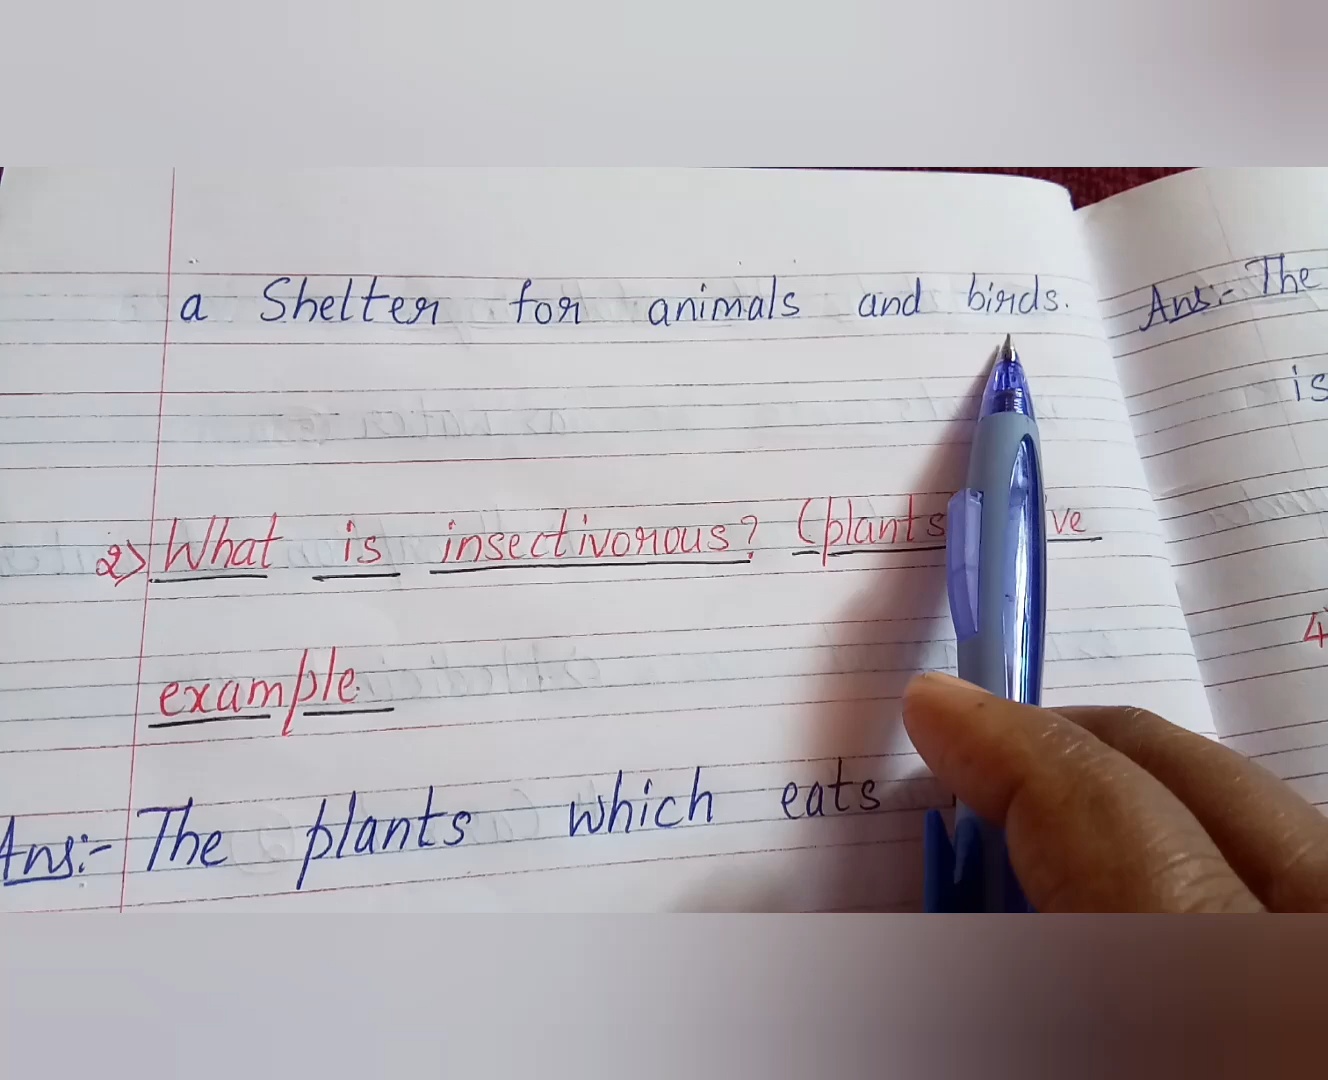 a Shelter for animals and birds.
2) What is insectivorous? (plants
example.
Ans:- The plants which eats
Ans:- The
is
4)